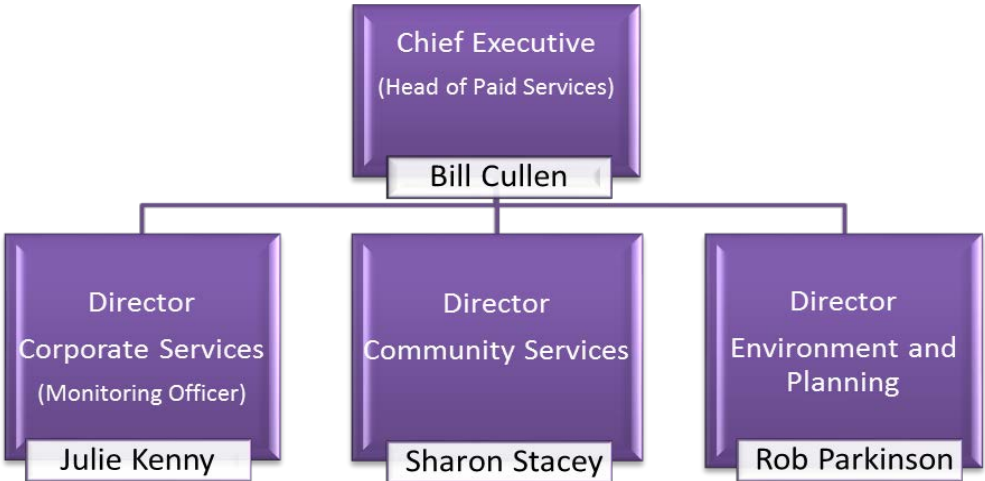 Chief Executive
(Head of Paid Services)
Bill Cullen
Director
Corporate Services
(Monitoring Officer)
Julie Kenny
Director
Community Services
Sharon Stacey
Director
Environment and
Planning
Rob Parkinson